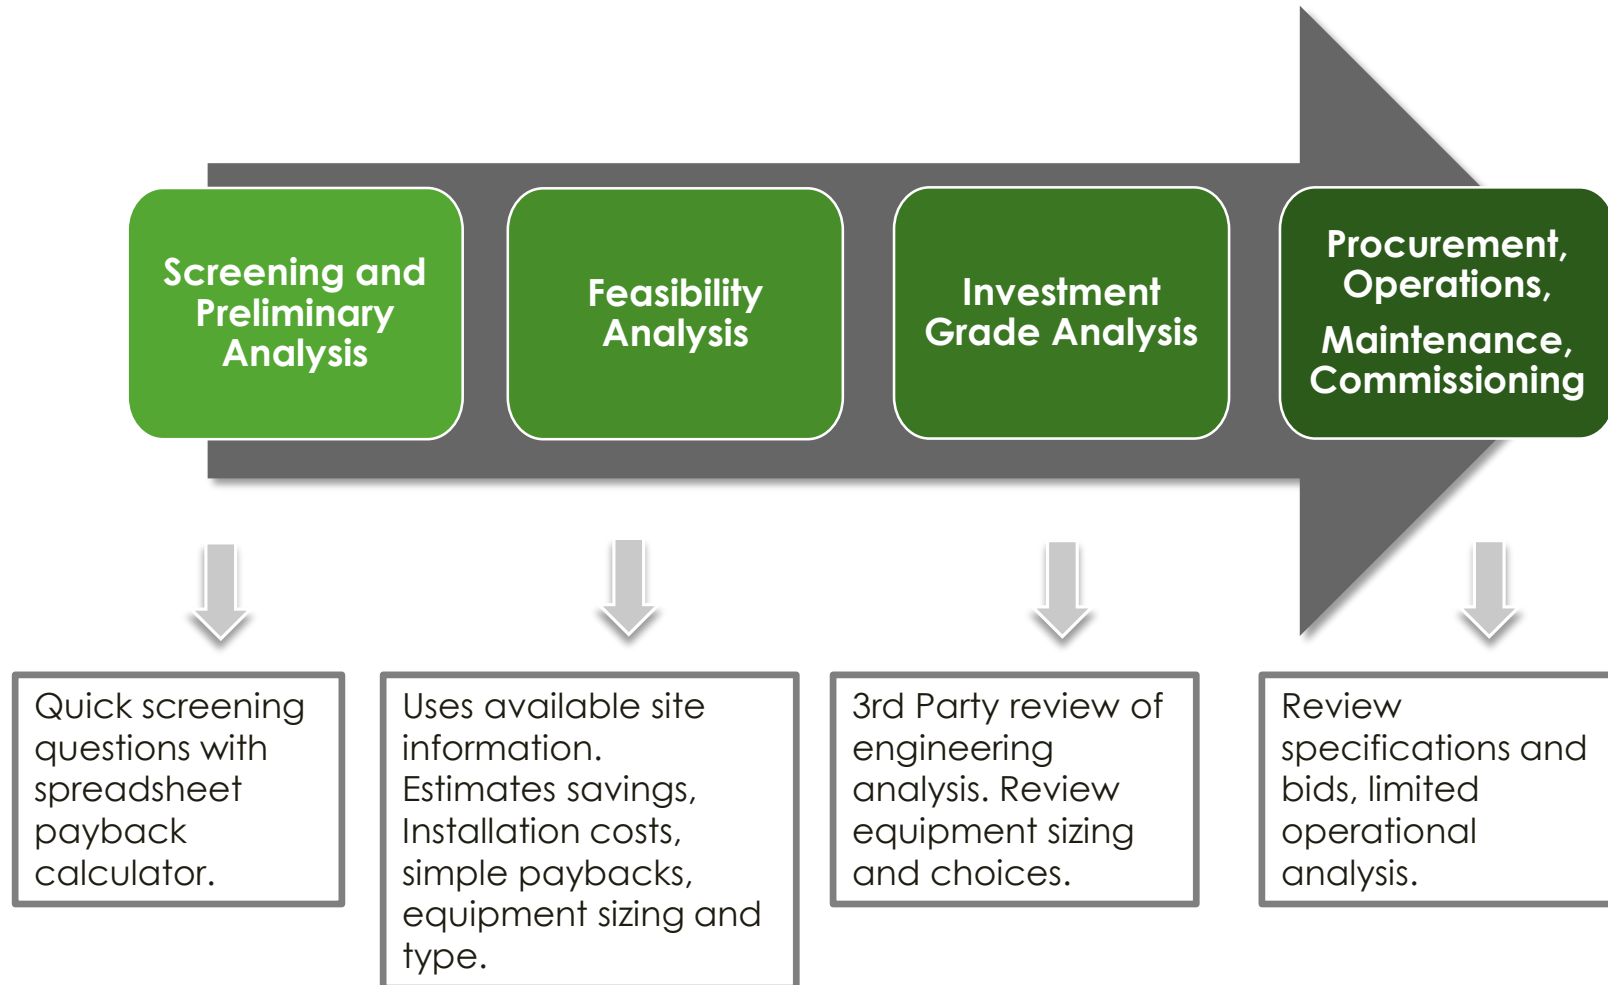 Screening and
Preliminary
Analysis
Feasibility
Analysis
Investment
Grade Analysis
Procurement,
Operations,
Maintenance,
Commissioning
Quick screening
questions with
spreadsheet
payback
calculator.
Uses available site
information.
Estimates savings,
Installation costs,
simple paybacks,
equipment sizing and
type.
3rd Party review of
engineering
analysis. Review
equipment sizing
and choices.
Review
specifications and
bids, limited
operational
analysis.